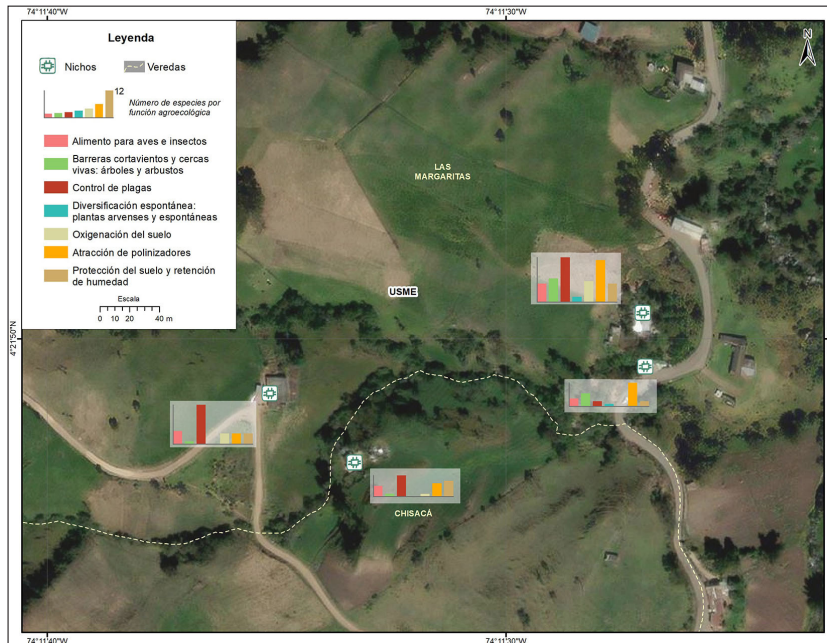 74°11'40"W
74°11'30"W
Leyenda
N
Nichos
Veredas
12
Número de especies por
función agroecológica
Alimento para aves e insectos
Barreras cortavientos y cercas
vivas: árboles y arbustos
Control de plagas
Diversificación espontánea:
plantas arvenses y espontáneas
Oxigenación del suelo
Atracción de polinizadores
Protección del suelo y retención
de humedad
Escala
0 10 20 40 m
LAS
MARGARITAS
USME
4°21'50"N
CHISACÁ
74°11'40"W
74°11'30"W